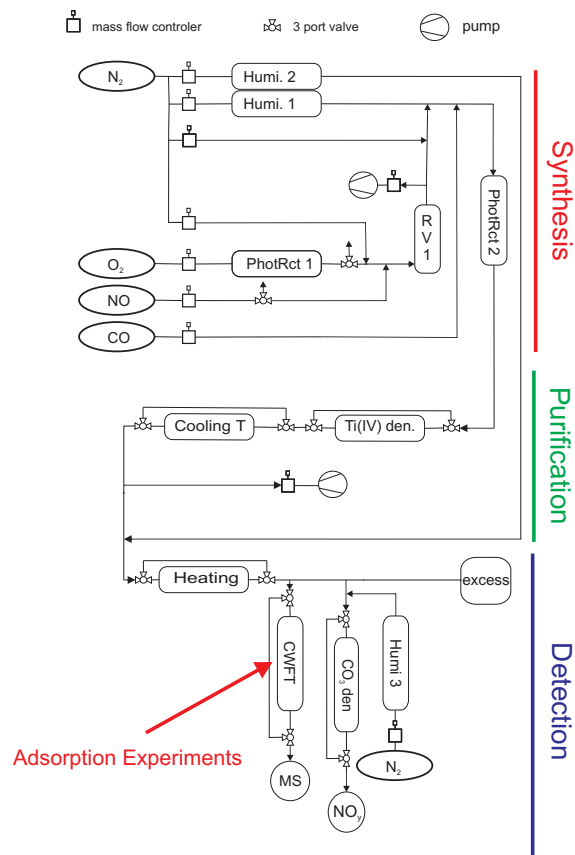 mass flow controler
3 port valve
pump
N₂
Humi. 2
Humi. 1
Synthesis
PhotRct 2
R
V
1
O₂
PhotRct 1
NO
CO
Purification
Cooling T
Ti(IV) den.
Heating
excess
Detection
CWFT
CO₃ den
Humi 3
Adsorption Experiments
N₂
MS
NOᵧ